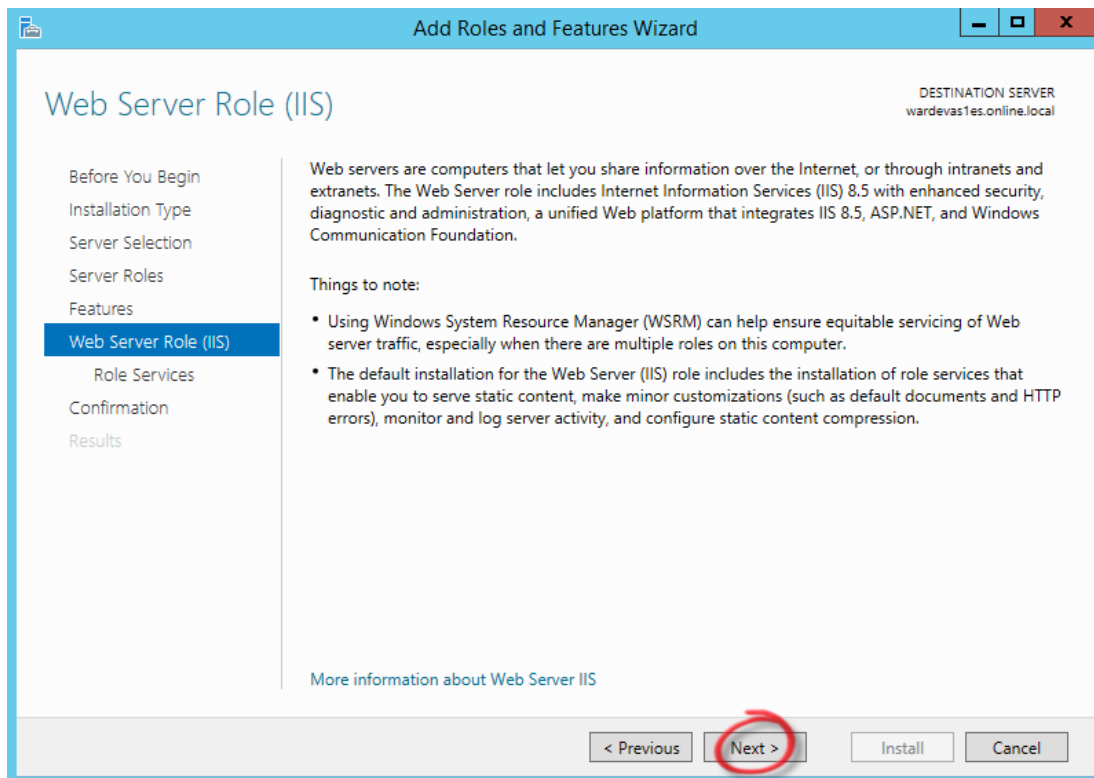 Add Roles and Features Wizard
Web Server Role (IIS)
DESTINATION SERVER
wardevas1es.online.local
Before You Begin
Installation Type
Server Selection
Server Roles
Features
Web Server Role (IIS)
Role Services
Confirmation
Results
Web servers are computers that let you share information over the Internet, or through intranets and
extranets. The Web Server role includes Internet Information Services (IIS) 8.5 with enhanced security,
diagnostic and administration, a unified Web platform that integrates IIS 8.5, ASP.NET, and Windows
Communication Foundation.
Things to note:
• Using Windows System Resource Manager (WSRM) can help ensure equitable servicing of Web
server traffic, especially when there are multiple roles on this computer.
• The default installation for the Web Server (IIS) role includes the installation of role services that
enable you to serve static content, make minor customizations (such as default documents and HTTP
errors), monitor and log server activity, and configure static content compression.
More information about Web Server IIS
< Previous
Next >
Install
Cancel